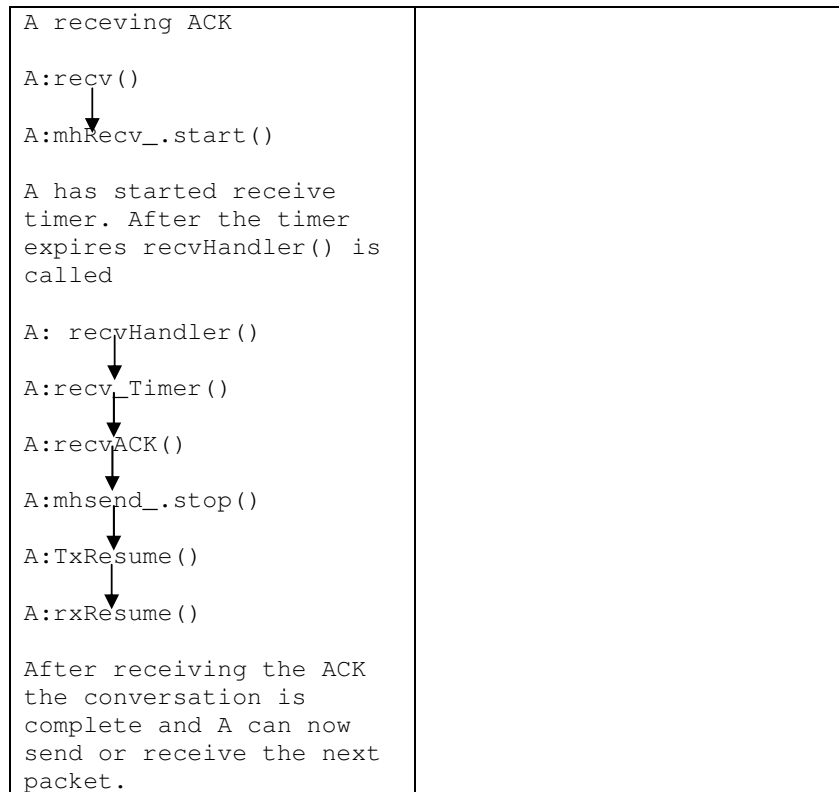 A receving ACK
A:recv()
A:mhRecv_.start()
A has started receive
timer. After the timer
expires recvHandler() is
called
A: recvHandler()
A:recv_Timer()
A:recvACK()
A:mhsend_.stop()
A:TxResume()
A:rxResume()
After receiving the ACK
the conversation is
complete and A can now
send or receive the next
packet.